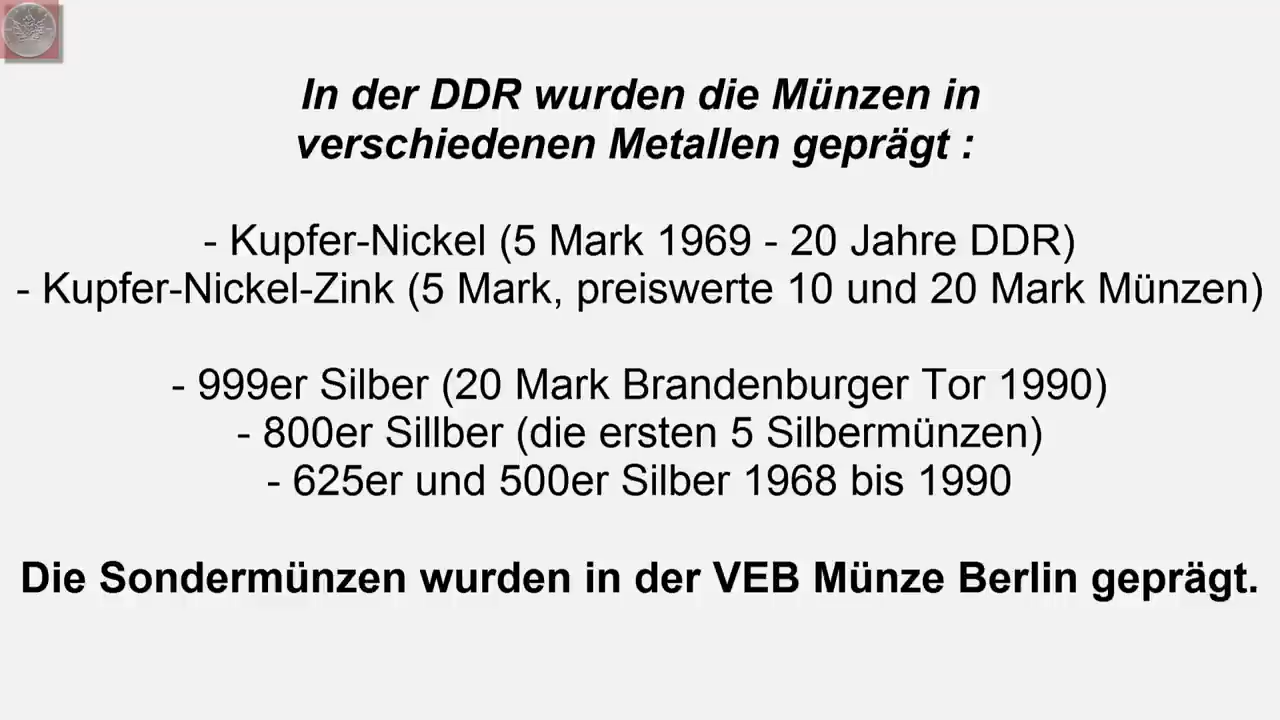 In der DDR wurden die Münzen in
verschiedenen Metallen geprägt :
- Kupfer-Nickel (5 Mark 1969 - 20 Jahre DDR)
- Kupfer-Nickel-Zink (5 Mark, preiswerte 10 und 20 Mark Münzen)
- 999er Silber (20 Mark Brandenburger Tor 1990)
- 800er Sillber (die ersten 5 Silbermünzen)
- 625er und 500er Silber 1968 bis 1990
Die Sondermünzen wurden in der VEB Münze Berlin geprägt.